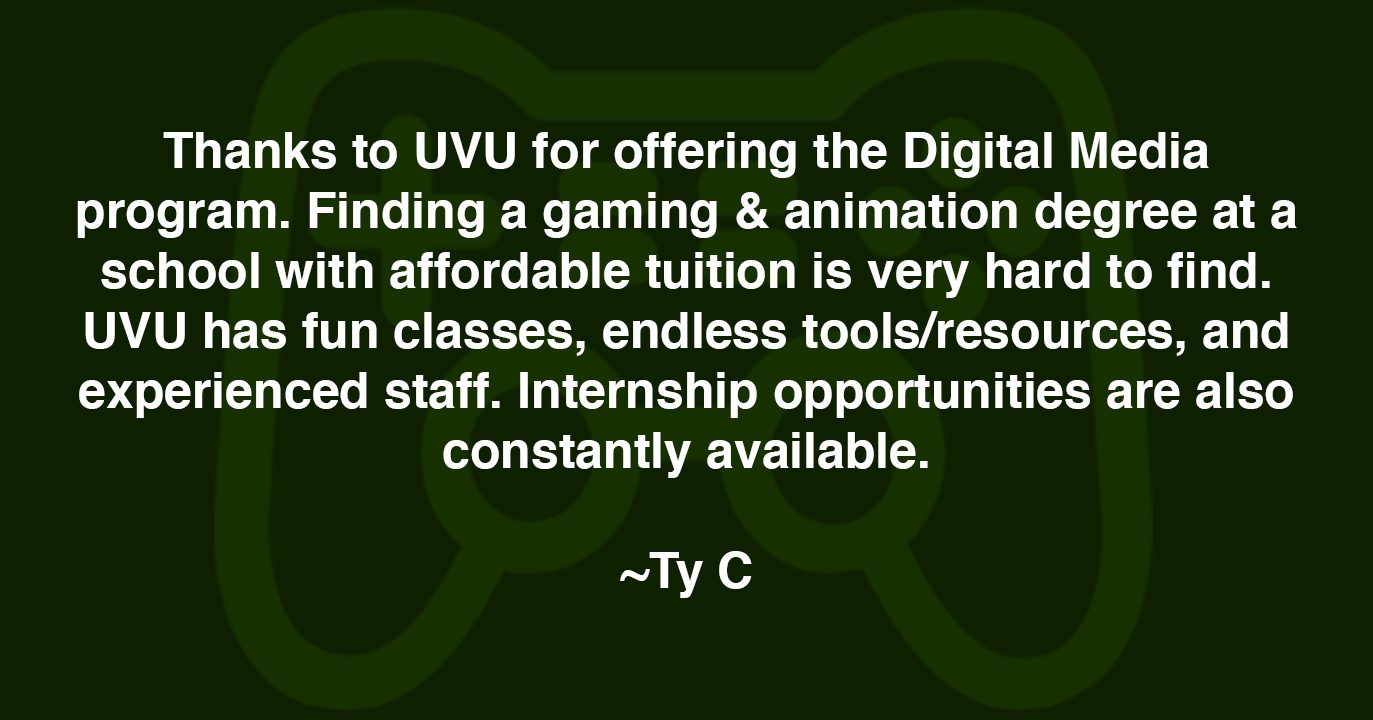 Thanks to UVU for offering the Digital Media
program. Finding a gaming & animation degree at a
school with affordable tuition is very hard to find.
UVU has fun classes, endless tools/resources, and
experienced staff. Internship opportunities are also
constantly available.
~Ty C